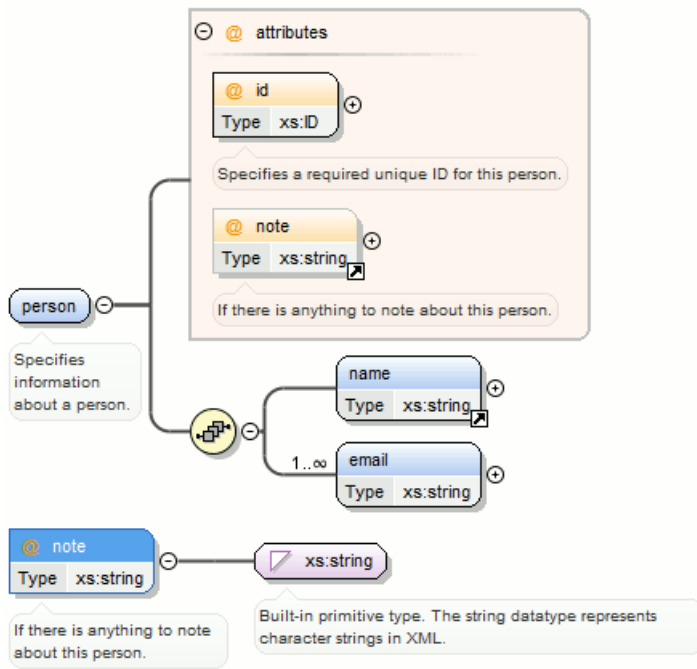 @ attributes
@ id
Type xs:ID
Specifies a required unique ID for this person.
@ note
Type xs:string
If there is anything to note about this person.
person
Specifies
information
about a person.
name
Type xs:string
1..∞
email
Type xs:string
@ note
Type xs:string
xs:string
If there is anything to note
about this person.
Built-in primitive type. The string datatype represents
character strings in XML.